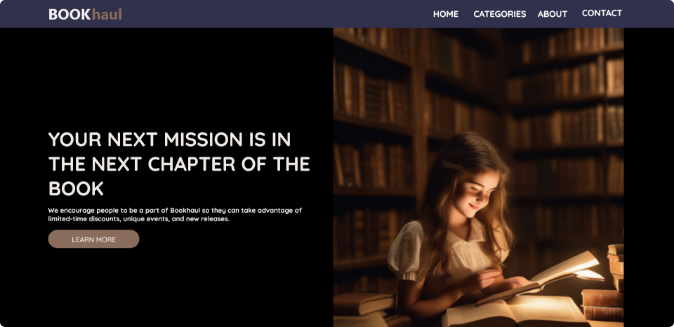 BOOKhaul
HOME CATEGORIES ABOUT CONTACT
YOUR NEXT MISSION IS IN
THE NEXT CHAPTER OF THE
BOOK
We encourage people to be a part of Bookhaul so they can take advantage of
limited-time discounts, unique events, and new releases.
LEARN MORE